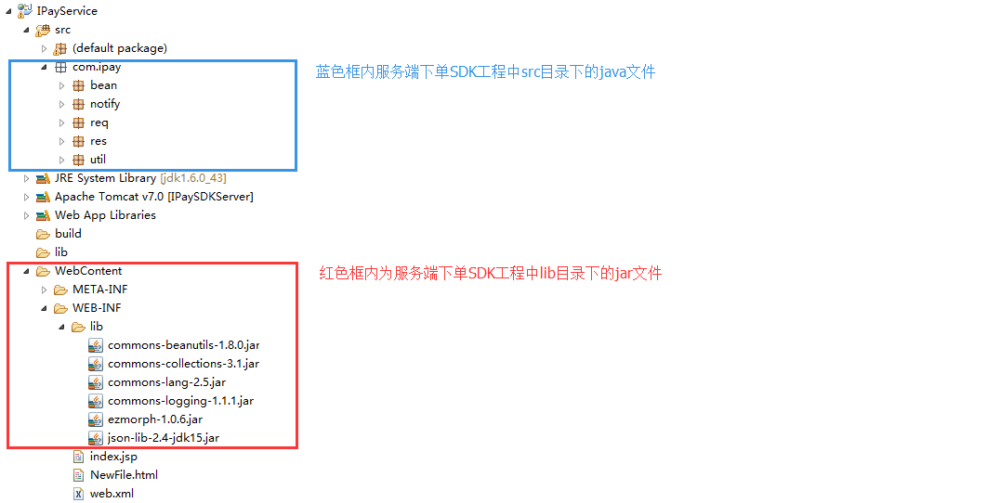 IPayService
src
(default package)
com.ipay
蓝色框内服务端下单SDK工程中src目录下的java文件
bean
notify
req
res
util
JRE System Library [jdk1.6.0_43]
Apache Tomcat v7.0 [IPaySDKServer]
Web App Libraries
build
lib
WebContent
红色框内为服务端下单SDK工程中lib目录下的jar文件
META-INF
WEB-INF
lib
commons-beanutils-1.8.0.jar
commons-collections-3.1.jar
commons-lang-2.5.jar
commons-logging-1.1.1.jar
ezmorph-1.0.6.jar
json-lib-2.4-jdk15.jar
index.jsp
NewFile.html
web.xml